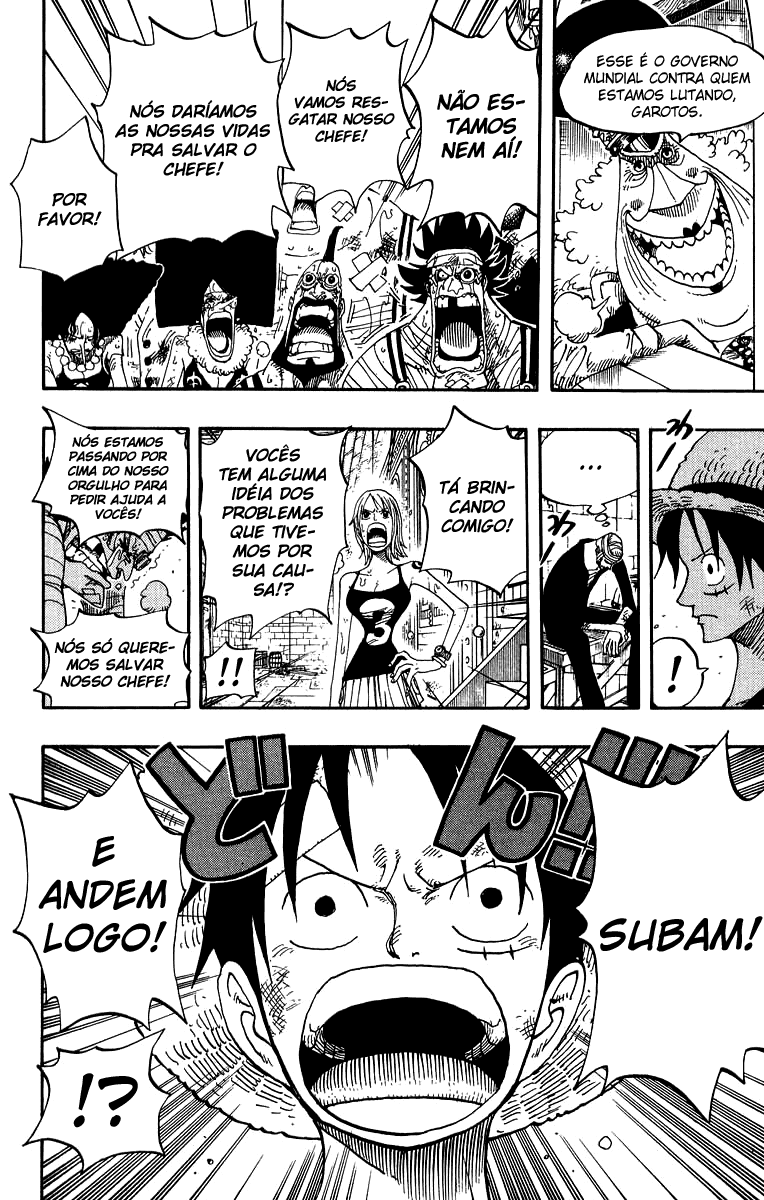 ESSE É O GOVERNO
MUNDIAL CONTRA QUEM
ESTAMOS LUTANDO,
GAROTOS.
NÃO ES-
TAMOS
NEM AÍ!
NÓS
VAMOS RES-
GATAR NOSSO
CHEFE!
NÓS DARÍAMOS
AS NOSSAS VIDAS
PRA SALVAR O
CHEFE!
POR
FAVOR!
!
...
TÁ BRIN-
CANDO
COMIGO!
VOCÊS
TEM ALGUMA
IDÉIA DOS
PROBLEMAS
QUE TIVE-
MOS POR
SUA CAU-
SA!?
!!
NÓS ESTAMOS
PASSANDO POR
CIMA DO NOSSO
ORGULHO PARA
PEDIR AJUDA A
VOCÊS!
NÓS SÓ QUERE-
MOS SALVAR
NOSSO CHEFE!
どん!!
SUBAM!
E
ANDEM
LOGO!
!?